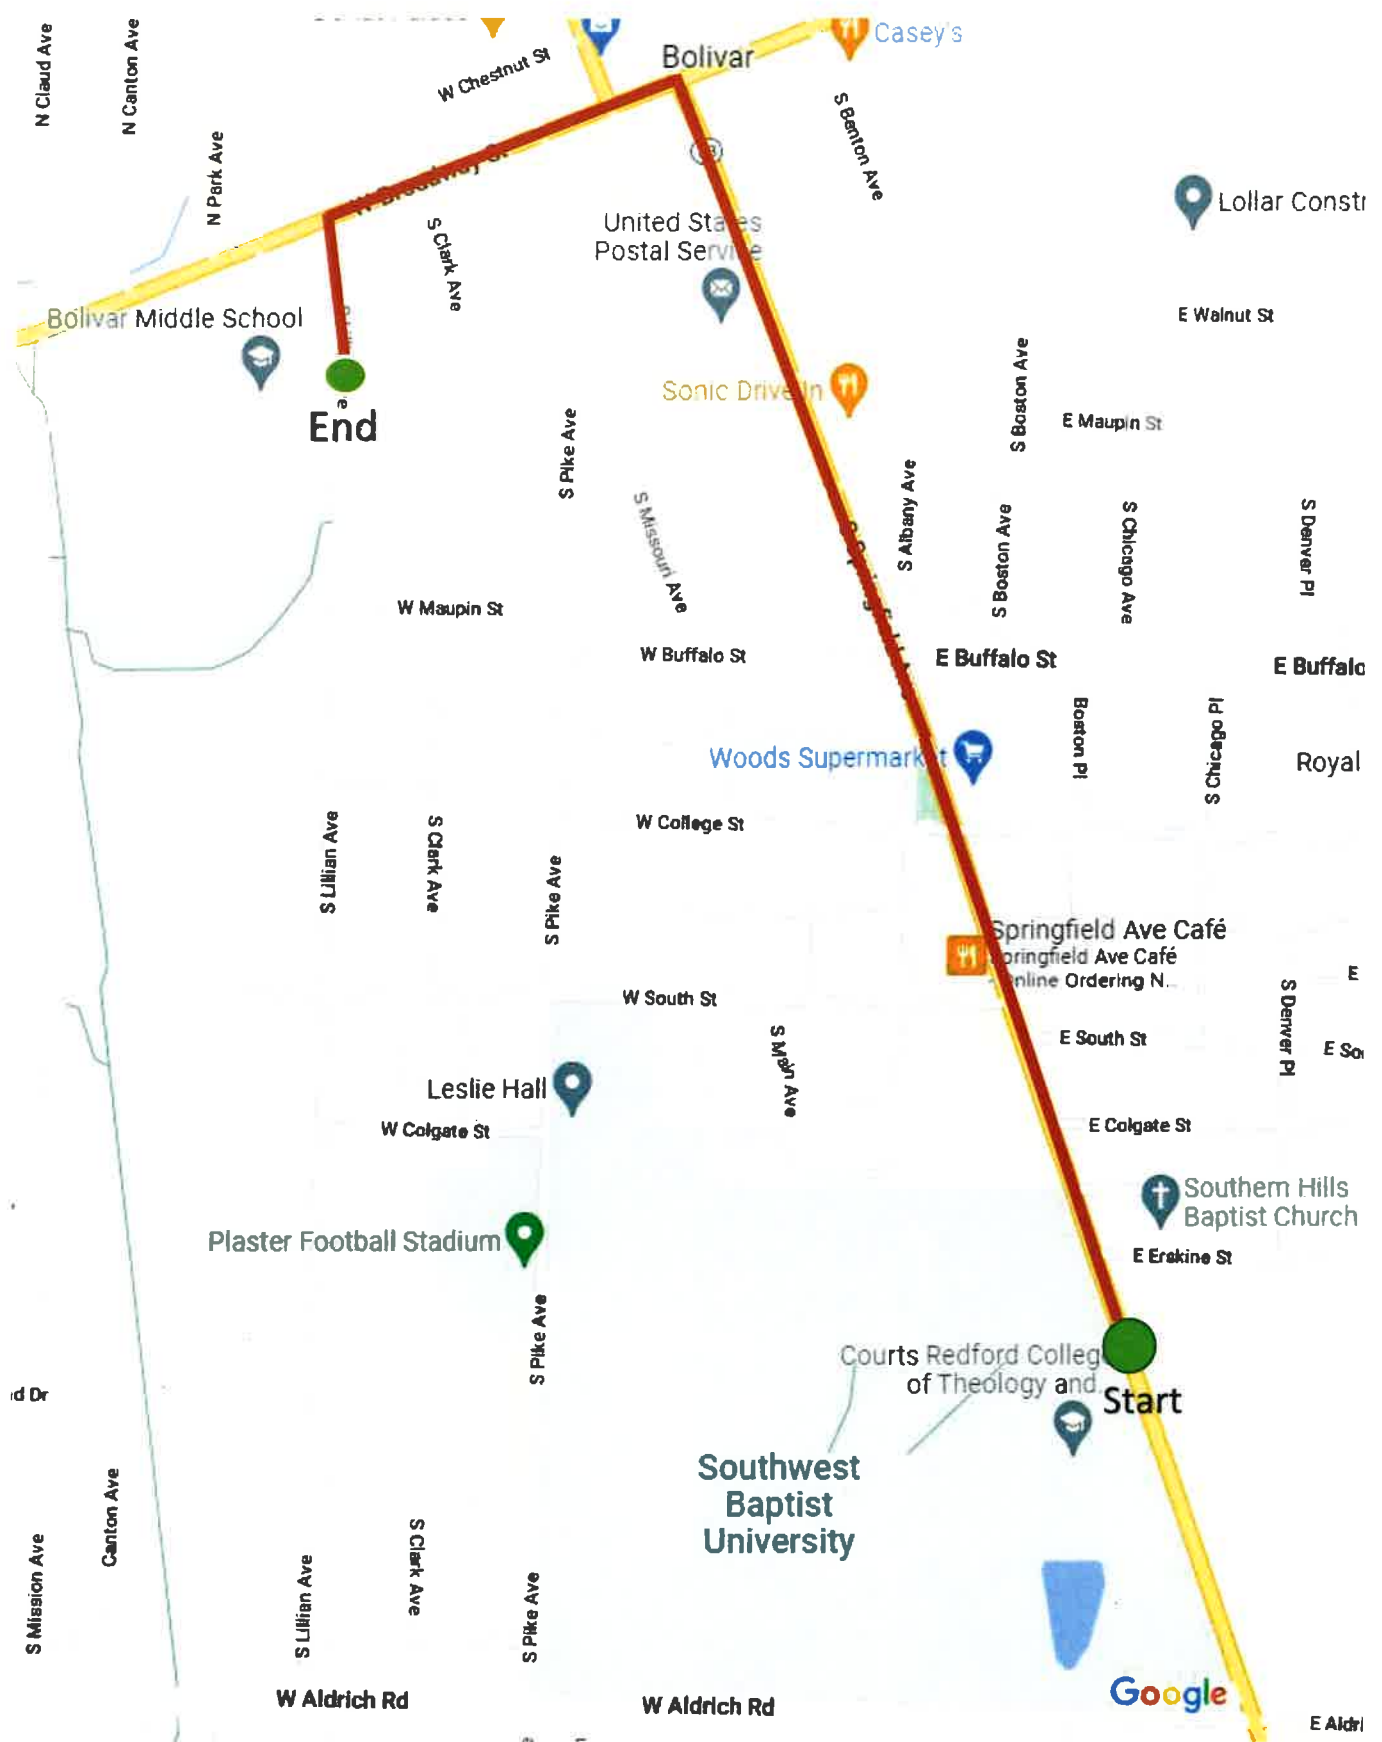 Casey's
N Claud Ave
N Canton Ave
W Chestnut St
Bolivar
N Park Ave
S Benton Ave
Lollar Constr
S Clark Ave
United States
Postal Service
Bolivar Middle School
E Walnut St
Sonic Drive In
S Boston Ave
E Maupin St
End
S Pike Ave
S Missouri Ave
S Albany Ave
S Boston Ave
S Chicago Ave
S Denver Pl
W Maupin St
W Buffalo St
E Buffalo St
E Buffalo
Boston Pl
S Chicago Pl
Woods Supermarket
Royal
W College St
S Lillian Ave
S Clark Ave
S Pike Ave
Springfield Ave Café
Springfield Ave Café
Online Ordering N...
E
W South St
S Main Ave
E South St
S Denver Pl
E Sou
Leslie Hall
W Colgate St
E Colgate St
Southern Hills
Baptist Church
Plaster Football Stadium
E Erskine St
S Pike Ave
Courts Redford College
of Theology and...
Start
d Dr
Southwest
Baptist
University
Canton Ave
S Mission Ave
S Lillian Ave
S Clark Ave
S Pike Ave
W Aldrich Rd
W Aldrich Rd
Google
E Aldri